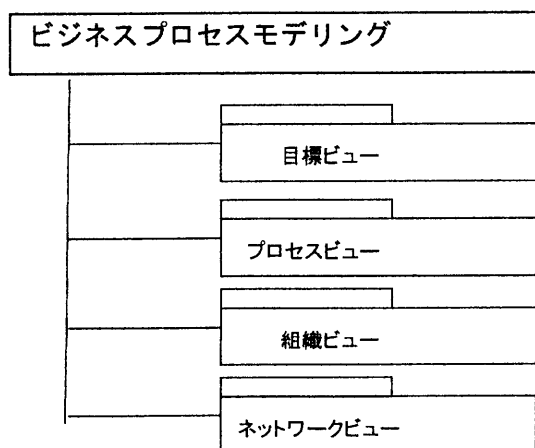 ビジネスプロセスモデリング
目標ビュー
プロセスビュー
組織ビュー
ネットワークビュー